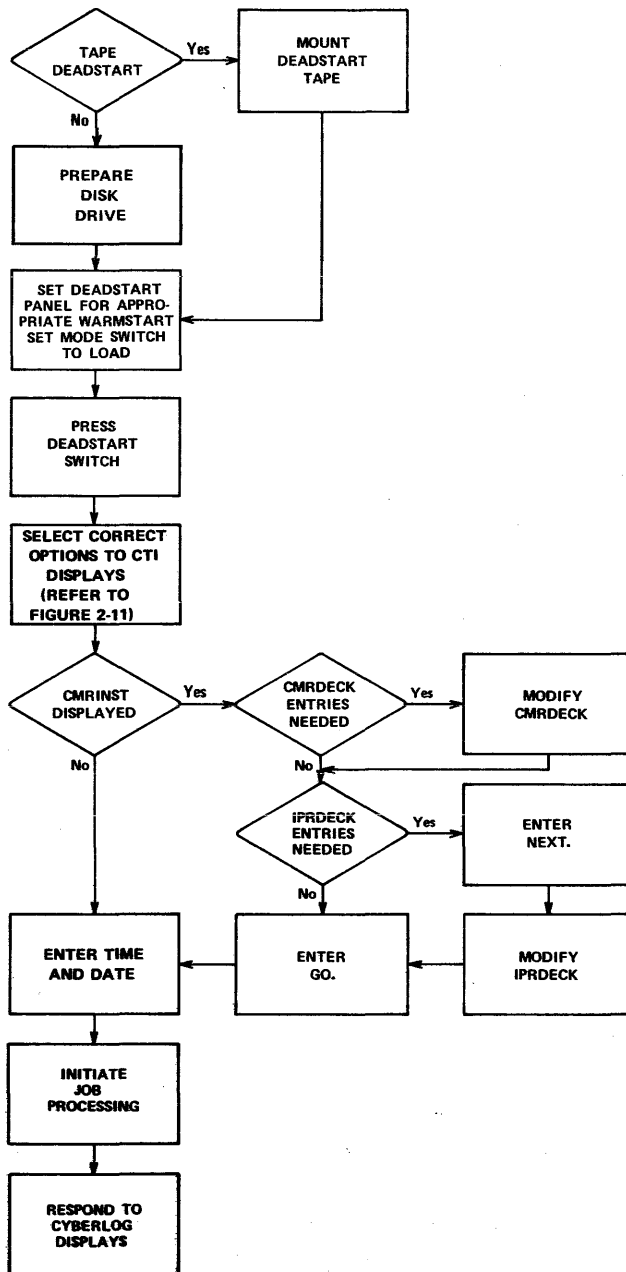 TAPE
DEADSTART
Yes
MOUNT
DEADSTART
TAPE
No
PREPARE
DISK
DRIVE
SET DEADSTART
PANEL FOR APPRO-
PRIATE WARMSTART
SET MODE SWITCH
TO LOAD
PRESS
DEADSTART
SWITCH
SELECT CORRECT
OPTIONS TO CTI
DISPLAYS
(REFER TO
FIGURE 2-11)
CMRINST
DISPLAYED
Yes
CMRDECK
ENTRIES
NEEDED
Yes
MODIFY
CMRDECK
No
No
IPRDECK
ENTRIES
NEEDED
Yes
ENTER
NEXT.
No
ENTER TIME
AND DATE
ENTER
GO.
MODIFY
IPRDECK
INITIATE
JOB
PROCESSING
RESPOND TO
CYBERLOG
DISPLAYS